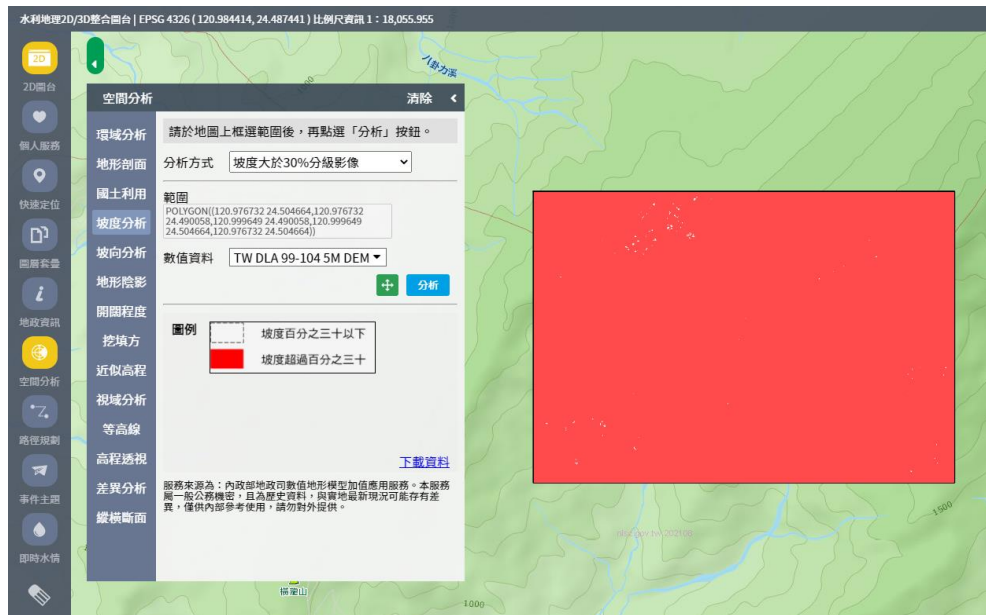 水利地理2D/3D整合圖台 | EPSG 4326 ( 120.984414, 24.487441 ) 比例尺資訊 1：18,055.955
2D
2D圖台
個人服務
快速定位
圖層套疊
地政資訊
空間分析
路徑規劃
事件主題
即時水情
空間分析
清除
環域分析
地形剖面
國土利用
坡度分析
坡向分析
地形陰影
開闊程度
挖填方
近似高程
視域分析
等高線
高程透視
差異分析
縱橫斷面
請於地圖上框選範圍後，再點選「分析」按鈕。
分析方式 坡度大於30%分級影像
範圍
POLYGON((120.976732 24.504664,120.976732
24.490058,120.999649 24.490058,120.999649
24.504664,120.976732 24.504664))
數值資料 TW DLA 99-104 5M DEM
分析
圖例
坡度百分之三十以下
坡度超過百分之三十
下載資料
服務來源為：內政部地政司數值地形模型加值應用服務。本服務
屬一般公務機密，且為歷史資料，與實地最新現況可能存有差
異，僅供內部參考使用，請勿對外提供。
八卦力溪
1500
1000